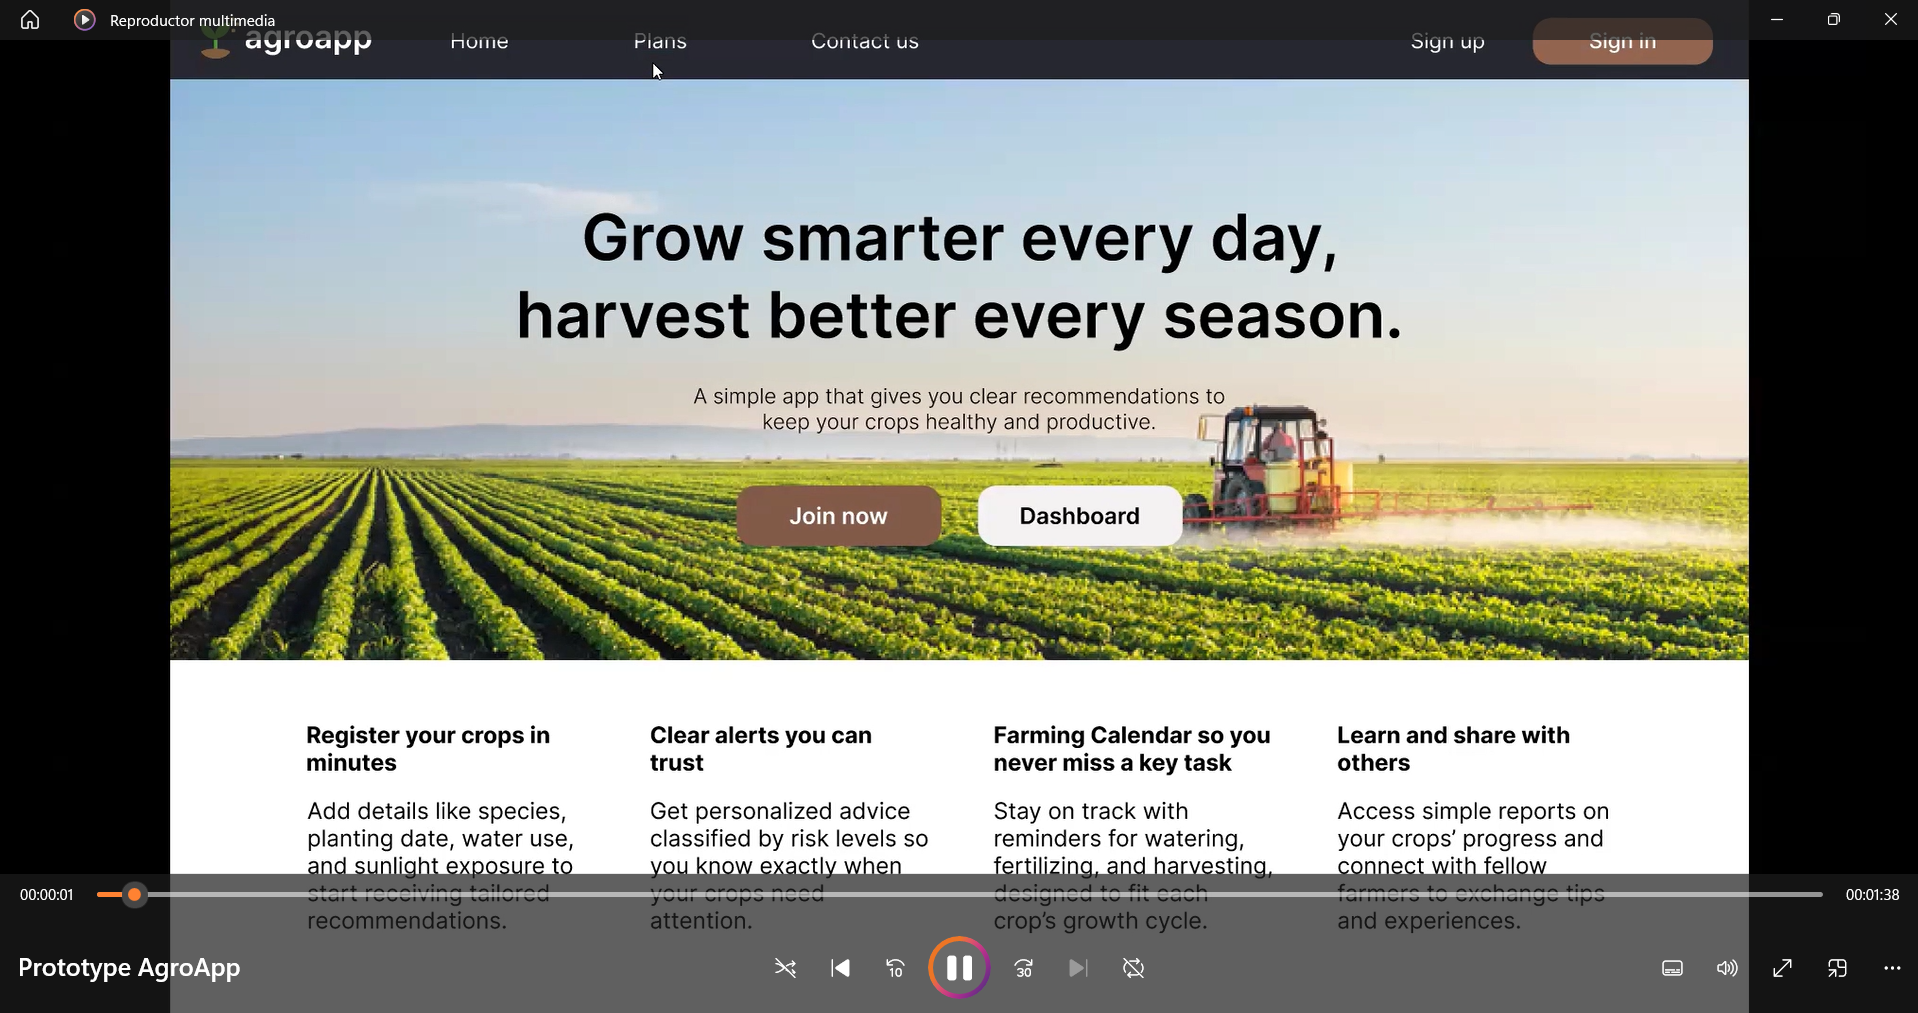 Reproductor multimedia
agroapp Home Plans Contact us Sign up Sign in
Grow smarter every day,
harvest better every season.
A simple app that gives you clear recommendations to
keep your crops healthy and productive.
Join now Dashboard
Register your crops in
minutes
Add details like species,
planting date, water use,
and sunlight exposure to
start receiving tailored
recommendations.
Clear alerts you can
trust
Get personalized advice
classified by risk levels so
you know exactly when
your crops need
attention.
Farming Calendar so you
never miss a key task
Stay on track with
reminders for watering,
fertilizing, and harvesting,
designed to fit each
crop's growth cycle.
Learn and share with
others
Access simple reports on
your crops' progress and
connect with fellow
farmers to exchange tips
and experiences.
00:00:01 00:01:38
Prototype AgroApp
10 30